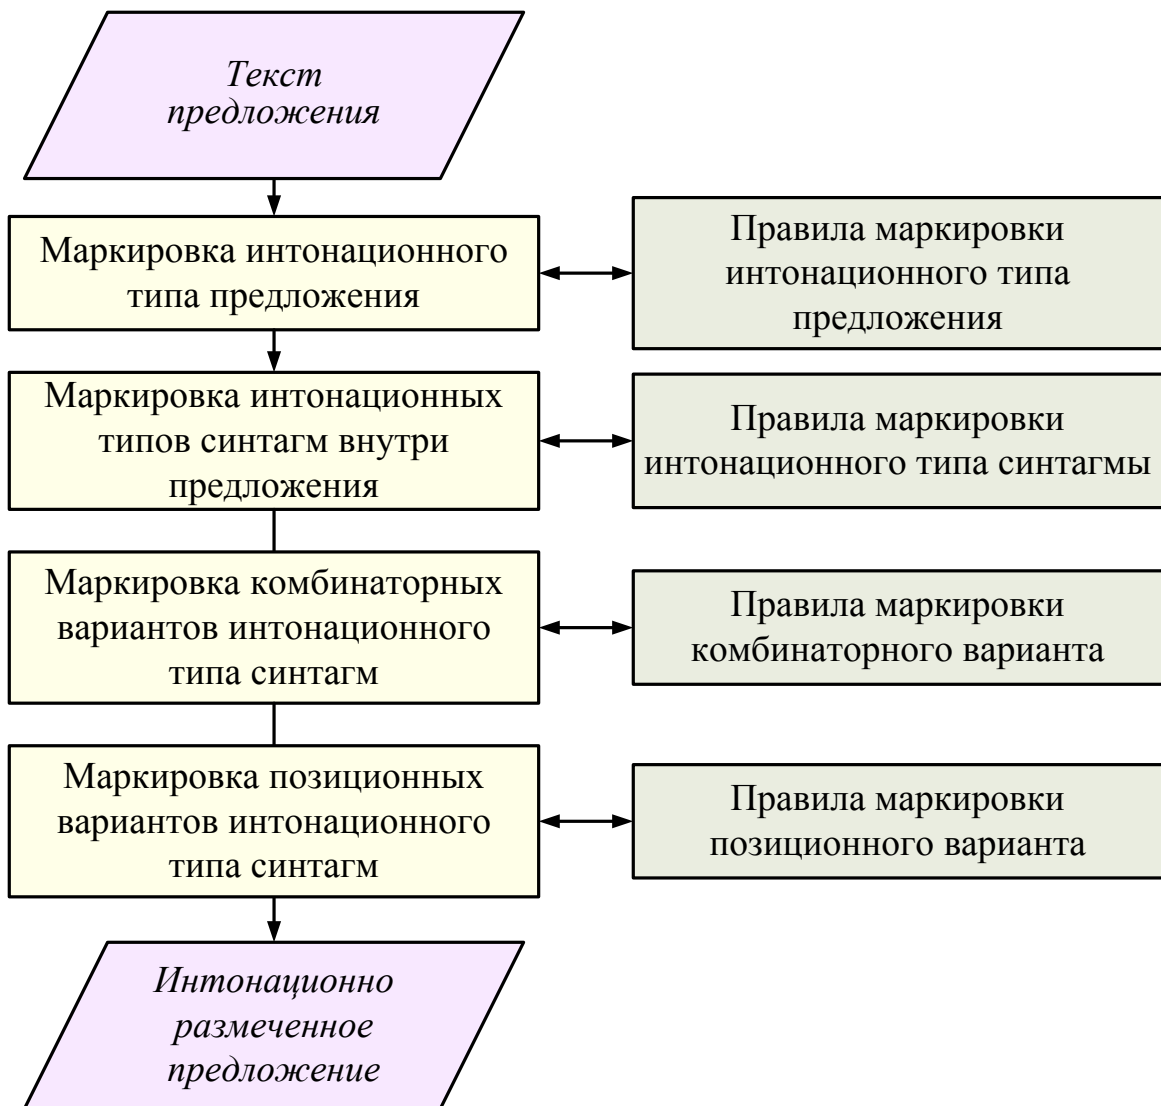 Текст
предложения
Маркировка интонационного
типа предложения
Правила маркировки
интонационного типа
предложения
Маркировка интонационных
типов синтагм внутри
предложения
Правила маркировки
интонационного типа синтагмы
Маркировка комбинаторных
вариантов интонационного
типа синтагм
Правила маркировки
комбинаторного варианта
Маркировка позиционных
вариантов интонационного
типа синтагм
Правила маркировки
позиционного варианта
Интонационно
размеченное
предложение